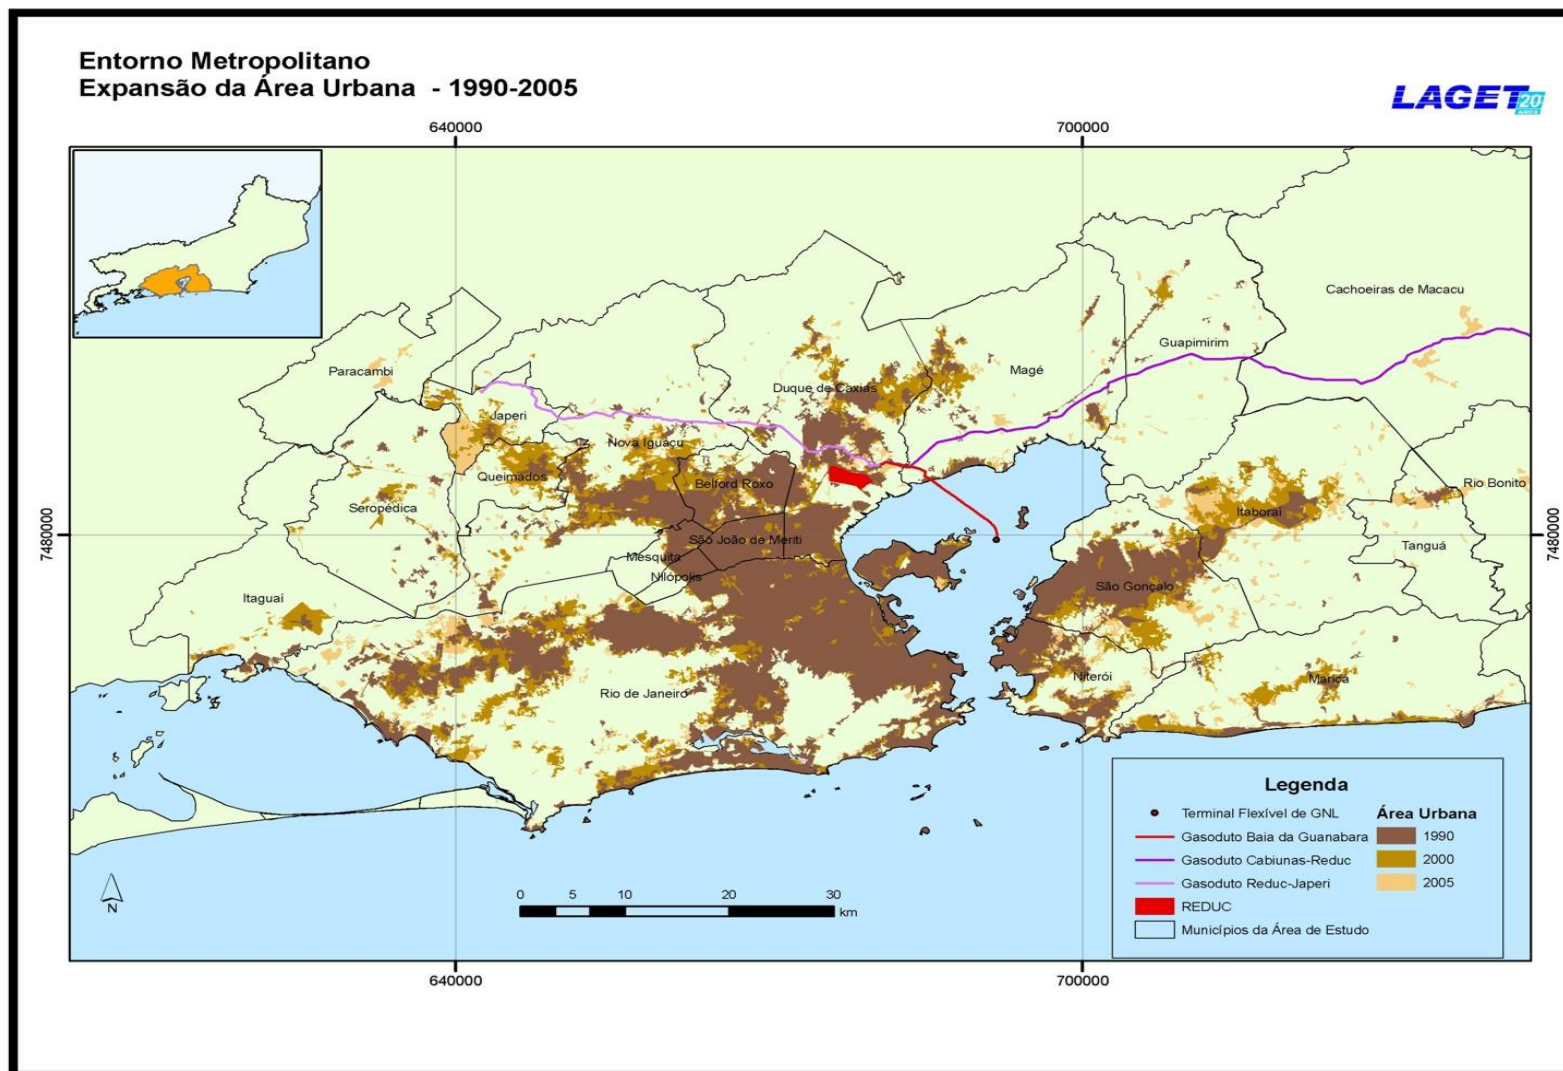 Entorno Metropolitano
Expansão da Área Urbana - 1990-2005
LAGET 20
ANOS
640000
700000
Cachoeiras de Macacu
Guapimirim
Paracambi
Magé
Duque de Caxias
Japeri
Nova Iguaçu
Queimados
Belford Roxo
Rio Bonito
Seropédica
Itaboraí
7480000
São João de Meriti
Tanguá
7480000
Mesquita
Nilópolis
São Gonçalo
Itaguaí
Niterói
Maricá
Rio de Janeiro
Legenda
Terminal Flexível de GNL
Gasoduto Baia da Guanabara
Gasoduto Cabiunas-Reduc
Gasoduto Reduc-Japeri
REDUC
Municípios da Área de Estudo
Área Urbana
1990
2000
2005
N
0 5 10 20 30
km
640000
700000